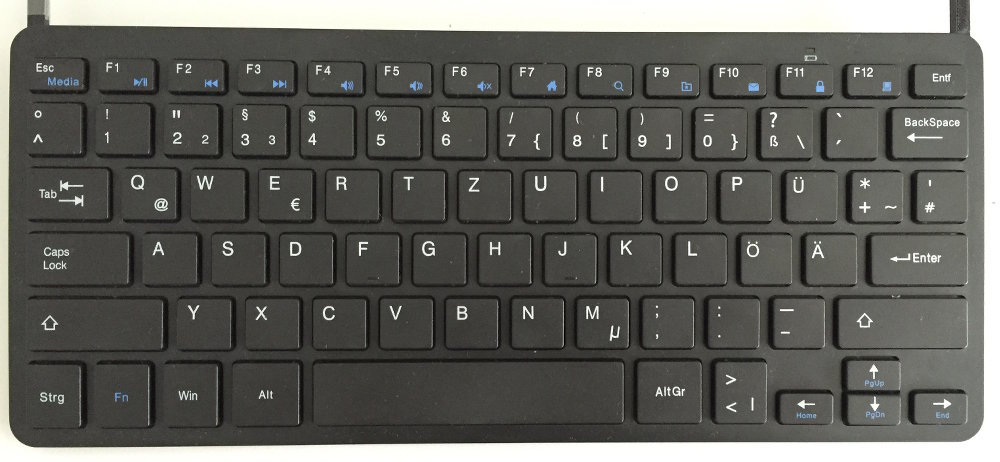 Esc F1 F2 F3 F4 F5 F6 F7 F8 F9 F10 F11 F12 Entf
Media
° ! " § $ % & / ( ) = ? ` BackSpace
^ 1 2 2 3 3 4 5 6 7 { 8 [ 9 ] 0 } ß \ ´
Tab Q W E R T Z U I O P Ü * '
@ € + ~ #
Caps A S D F G H J K L Ö Ä Enter
Lock
Y X C V B N M ; : —
µ , . –
Strg Fn Win Alt AltGr > PgUp
< | Home PgDn End